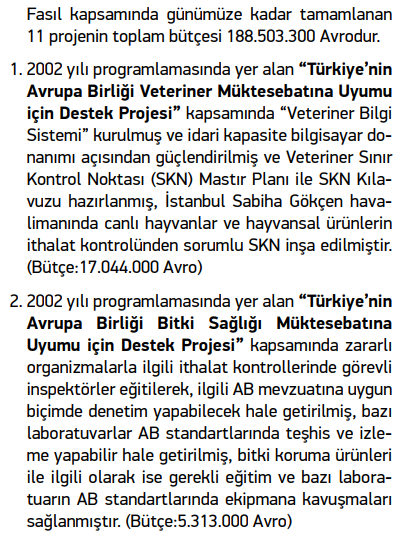 Fasıl kapsamında günümüze kadar tamamlanan
11 projenin toplam bütçesi 188.503.300 Avrodur.
1. 2002 yılı programlamasında yer alan “Türkiye’nin
Avrupa Birliği Veteriner Müktesebatına Uyumu
için Destek Projesi” kapsamında “Veteriner Bilgi
Sistemi” kurulmuş ve idari kapasite bilgisayar do-
nanımı açısından güçlendirilmiş ve Veteriner Sınır
Kontrol Noktası (SKN) Mastır Planı ile SKN Kıla-
vuzu hazırlanmış, İstanbul Sabiha Gökçen hava-
limanında canlı hayvanlar ve hayvansal ürünlerin
ithalat kontrolünden sorumlu SKN inşa edilmiştir.
(Bütçe:17.044.000 Avro)
2. 2002 yılı programlamasında yer alan “Türkiye’nin
Avrupa Birliği Bitki Sağlığı Müktesebatına
Uyumu için Destek Projesi” kapsamında zararlı
organizmalarla ilgili ithalat kontrollerinde görevli
inspektörler eğitilerek, ilgili AB mevzuatına uygun
biçimde denetim yapabilecek hale getirilmiş, bazı
laboratuvarlar AB standartlarında teşhis ve izle-
me yapabilir hale getirilmiş, bitki koruma ürünleri
ile ilgili olarak ise gerekli eğitim ve bazı labora-
tuarın AB standartlarında ekipmana kavuşmaları
sağlanmıştır. (Bütçe:5.313.000 Avro)